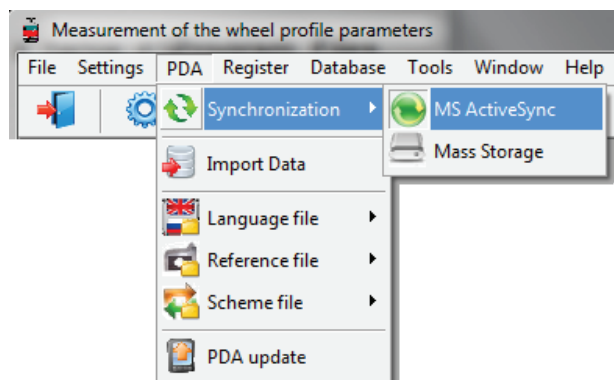 Measurement of the wheel profile parameters
File Settings PDA Register Database Tools Window Help
Synchronization
MS ActiveSync
Mass Storage
Import Data
Language file
Reference file
Scheme file
PDA update